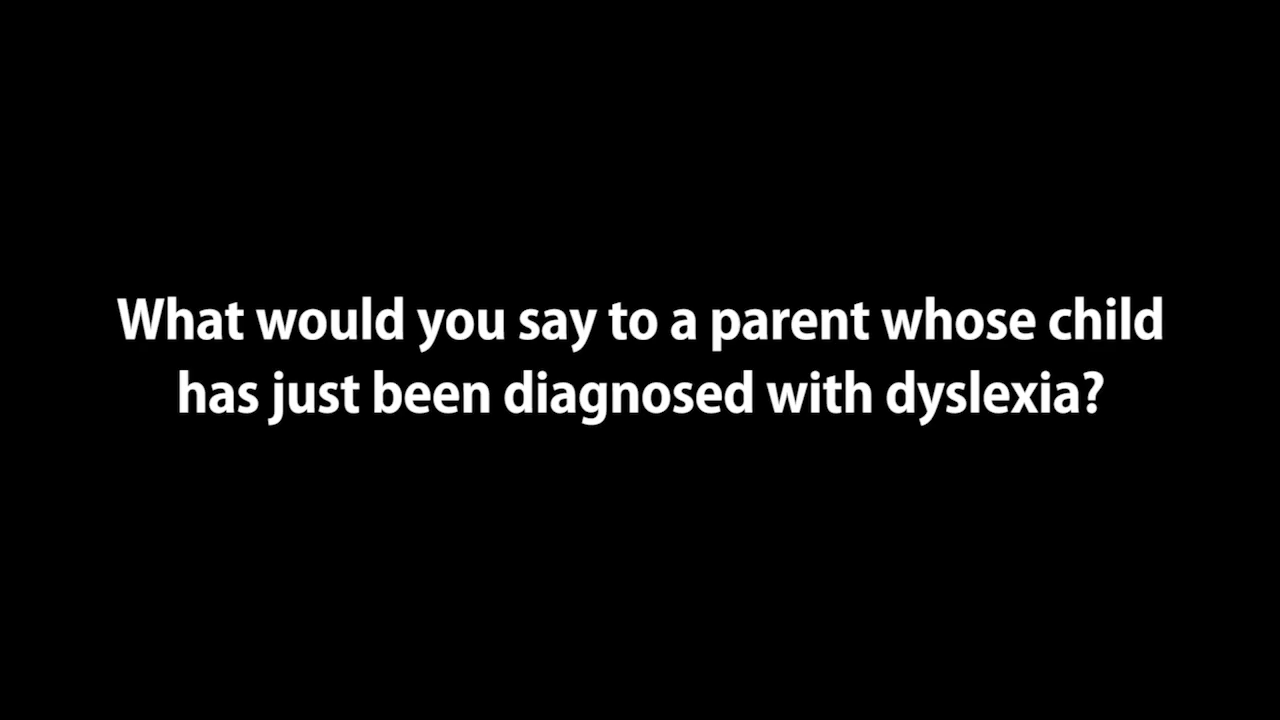 What would you say to a parent whose child
has just been diagnosed with dyslexia?